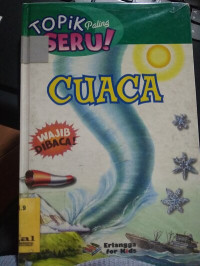 TOPIK Paling
SERU!
CUACA
WAJIB
DIBACA!
Erlangga
for Kids